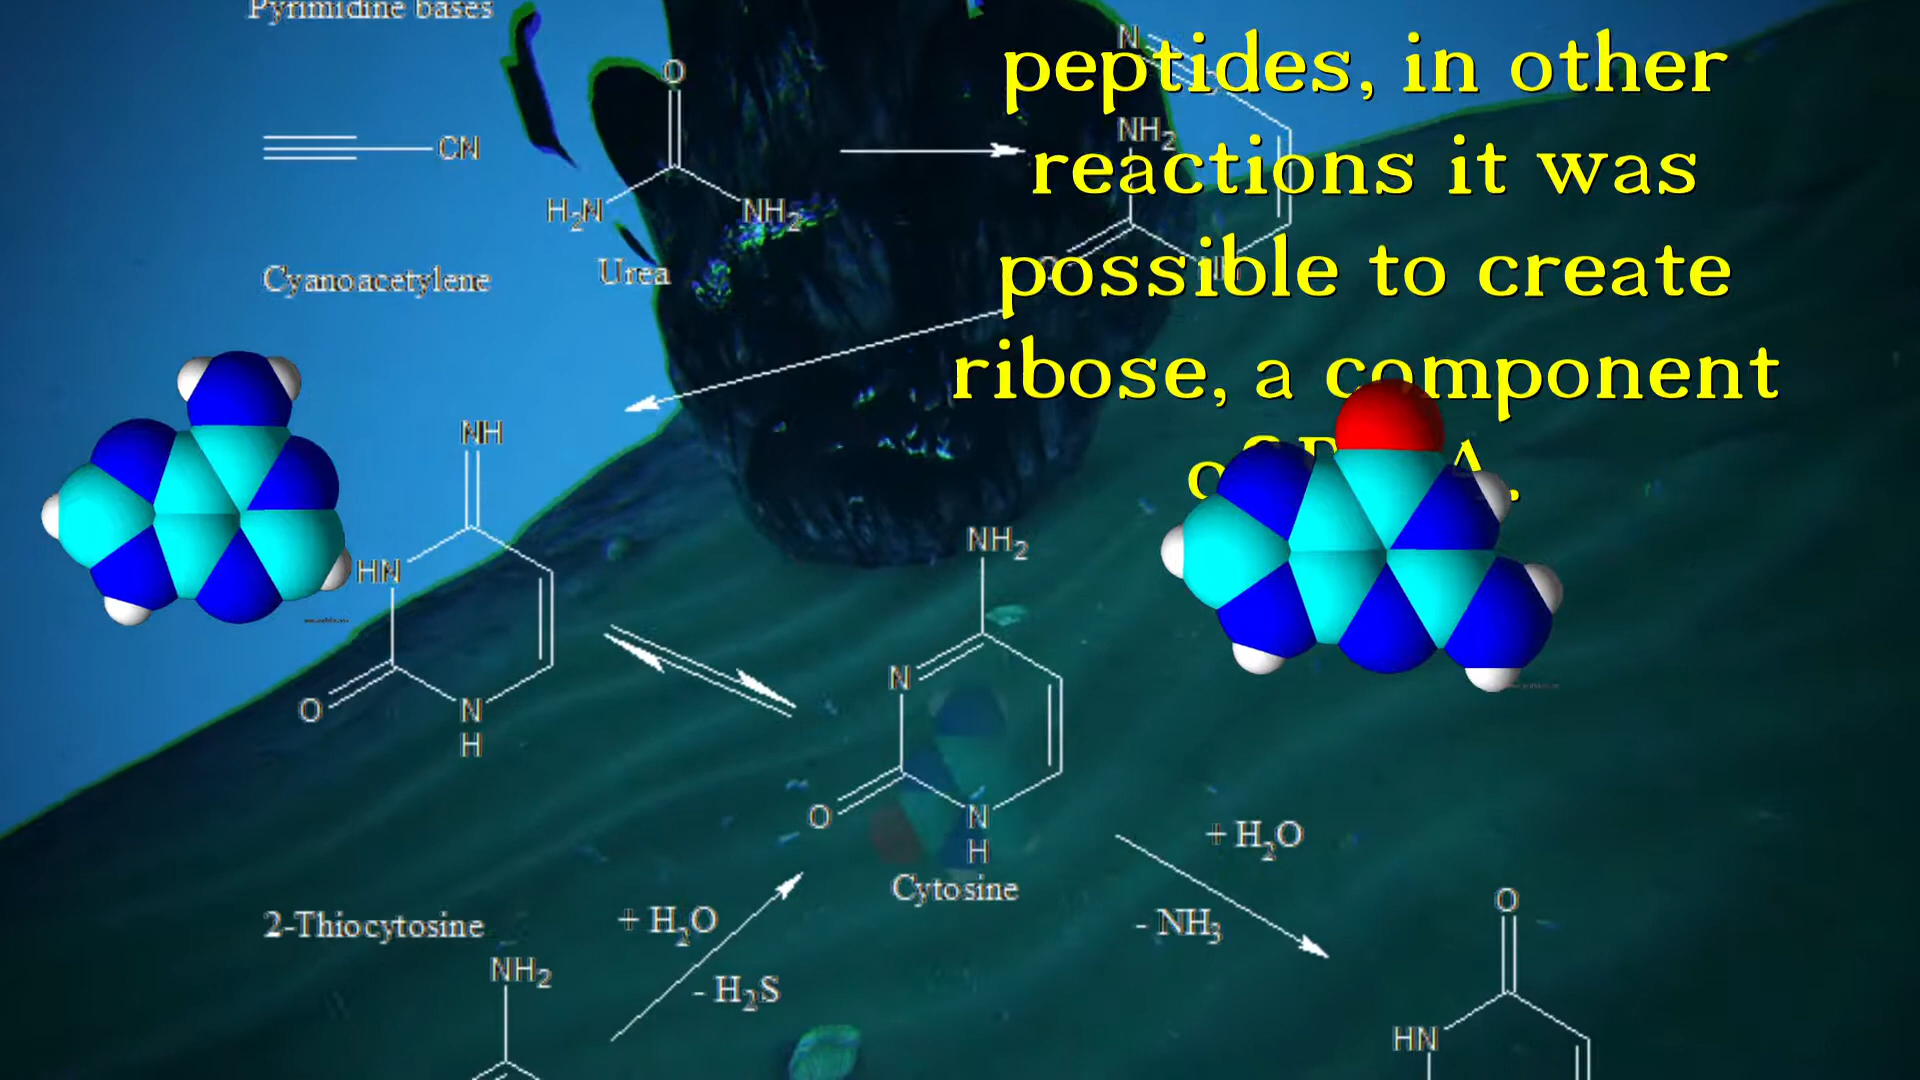 Pyrimidine bases
peptides, in other
reactions it was
possible to create
ribose, a component
N
O
CN
NH₂
H₂N
NH₂
Cyanoacetylene
Urea
NH
HN
NH₂
N
O
N
H
O
N
H
Cytosine
+ H₂O
- NH₃
2-Thiocytosine
+ H₂O
- H₂S
NH₂
O
HN